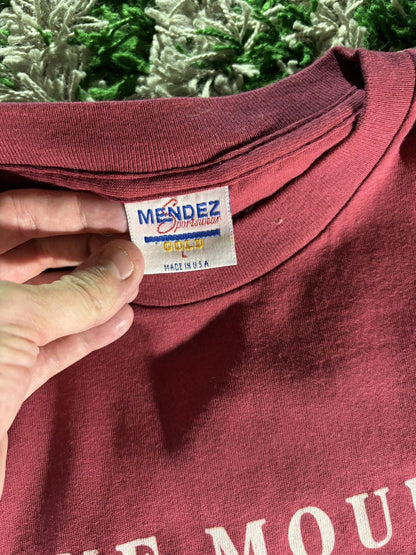 MENDEZ
Sportswear
GOLD
L
MADE IN U.S.A
MOU